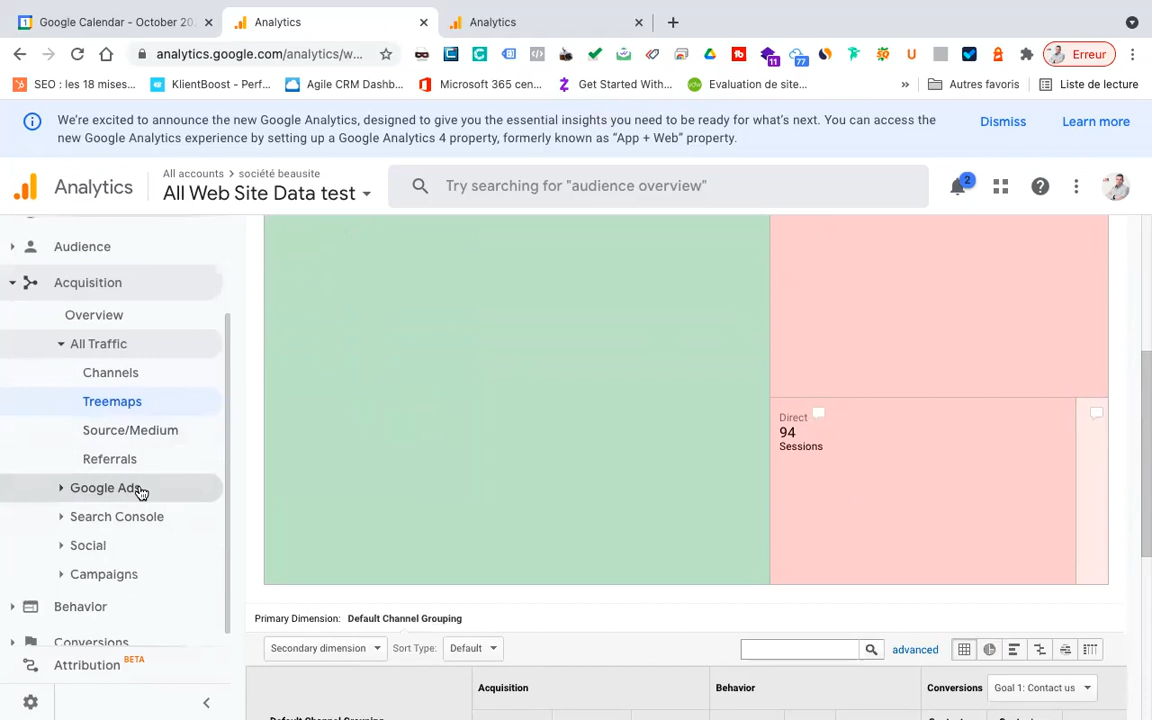 Google Calendar - October 20
Analytics
Analytics
analytics.google.com/analytics/w...
Erreur
11
77
SEO : les 18 mises...
KlientBoost - Perf...
Agile CRM Dashb...
Microsoft 365 cen...
Get Started With...
Evaluation de site...
»
Autres favoris
Liste de lecture
We're excited to announce the new Google Analytics, designed to give you the essential insights you need to be ready for what's next. You can access the
new Google Analytics experience by setting up a Google Analytics 4 property, formerly known as "App + Web" property.
Dismiss
Learn more
Analytics
All accounts > société beausite
All Web Site Data test
Try searching for "audience overview"
2
Audience
Acquisition
Overview
All Traffic
Channels
Treemaps
Source/Medium
Referrals
Google Ads
Search Console
Social
Campaigns
Behavior
Conversions
Attribution BETA
Direct
94
Sessions
Primary Dimension: Default Channel Grouping
Secondary dimension
Sort Type:
Default
advanced
Acquisition
Behavior
Conversions
Goal 1: Contact us
Default Channel Grouping